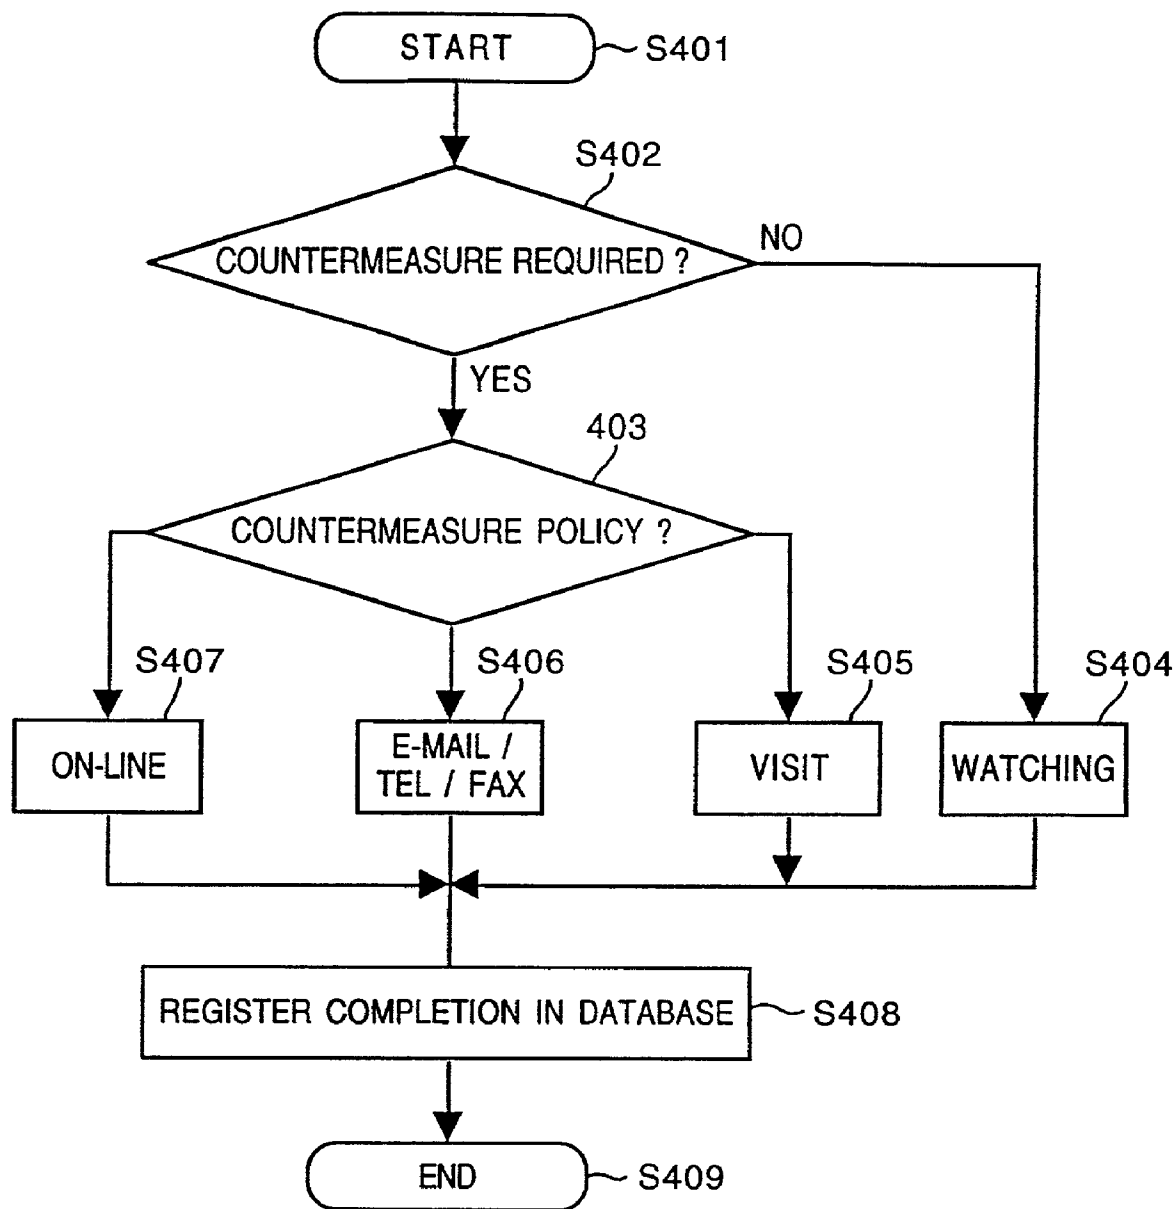 START
S401
S402
COUNTERMEASURE REQUIRED ?
NO
YES
403
COUNTERMEASURE POLICY ?
S407
S406
S405
S404
ON-LINE
E-MAIL /
TEL / FAX
VISIT
WATCHING
REGISTER COMPLETION IN DATABASE
S408
END
S409